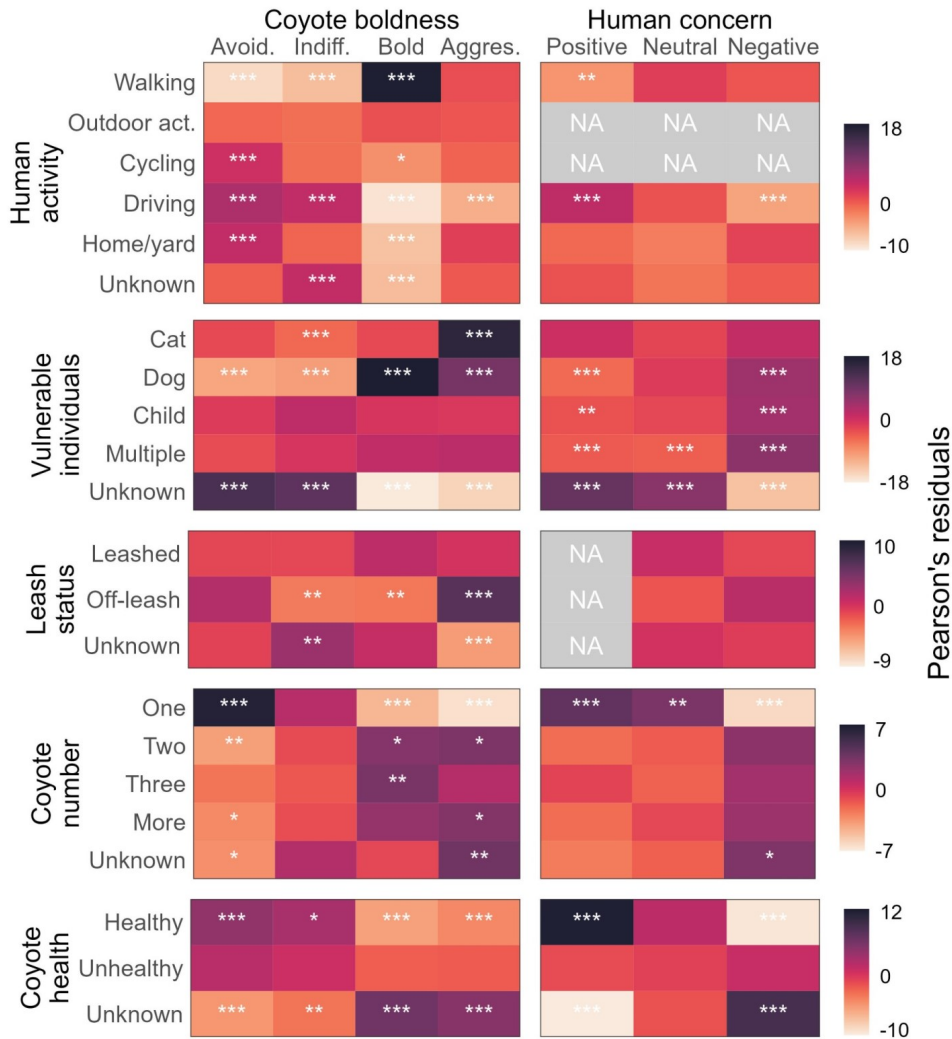 Coyote boldness Human concern
Avoid. Indiff. Bold Aggres. Positive Neutral Negative
Human activity
Walking *** *** *** **
Outdoor act. NA NA NA
Cycling *** * NA NA NA
Driving *** *** *** *** *** ***
Home/yard *** ***
Unknown *** ***
18
0
-10
Vulnerable individuals
Cat *** ***
Dog *** *** *** *** *** ***
Child ** ***
Multiple *** *** ***
Unknown *** *** *** *** *** *** ***
18
0
-18
Leash status
Leashed NA
Off-leash ** ** *** NA
Unknown ** *** NA
10
0
-9
Coyote number
One *** *** *** *** ** ***
Two ** * *
Three **
More * *
Unknown * ** *
7
0
-7
Coyote health
Healthy *** * *** *** *** ***
Unhealthy
Unknown *** ** *** *** *** ***
12
0
-10
Pearson's residuals